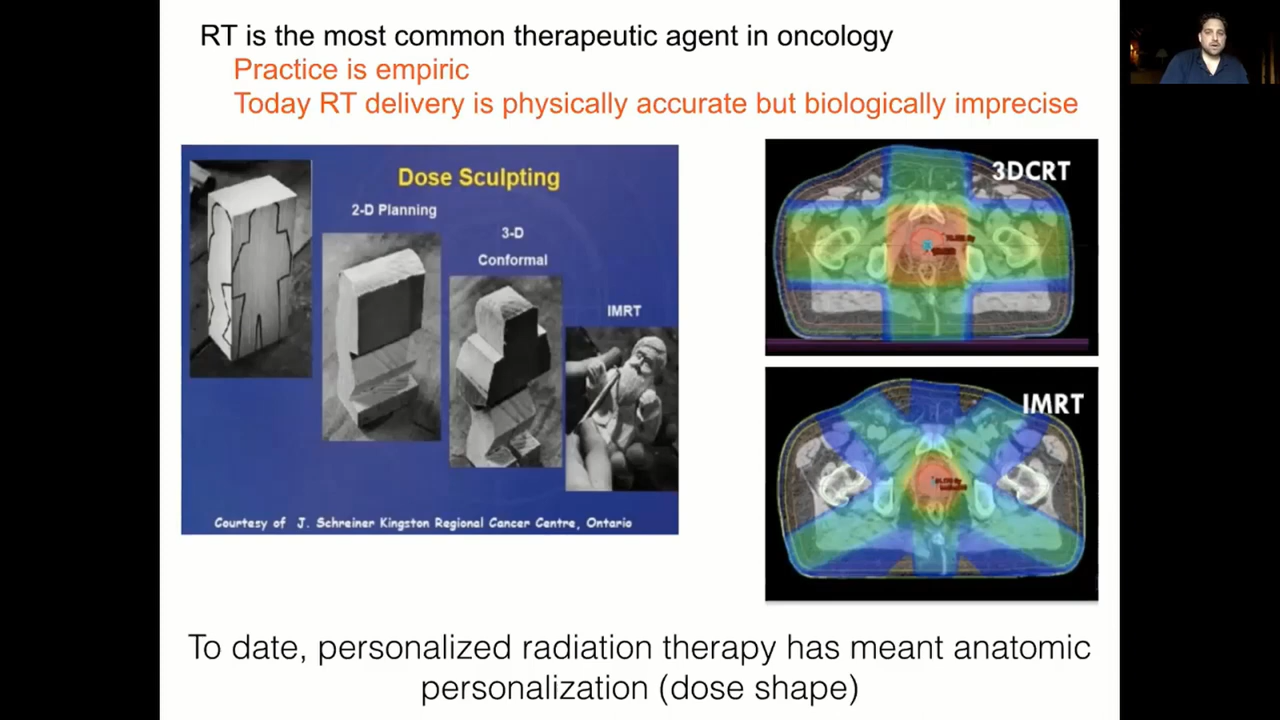 RT is the most common therapeutic agent in oncology
Practice is empiric
Today RT delivery is physically accurate but biologically imprecise
Dose Sculpting
2-D Planning
3-D
Conformal
IMRT
Courtesy of J. Schreiner Kingston Regional Cancer Centre, Ontario
3DCRT
IMRT
To date, personalized radiation therapy has meant anatomic
personalization (dose shape)